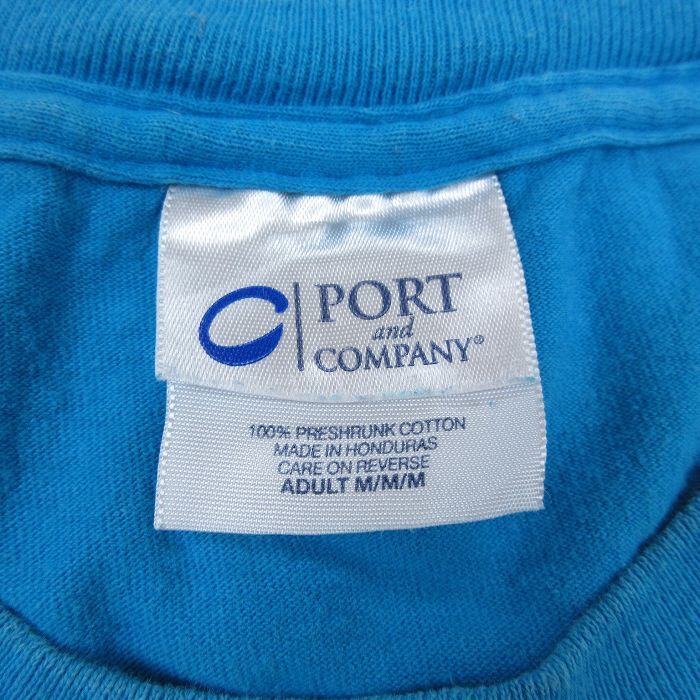 PORT
and
COMPANY®
100% PRESHRUNK COTTON
MADE IN HONDURAS
CARE ON REVERSE
ADULT M/M/M